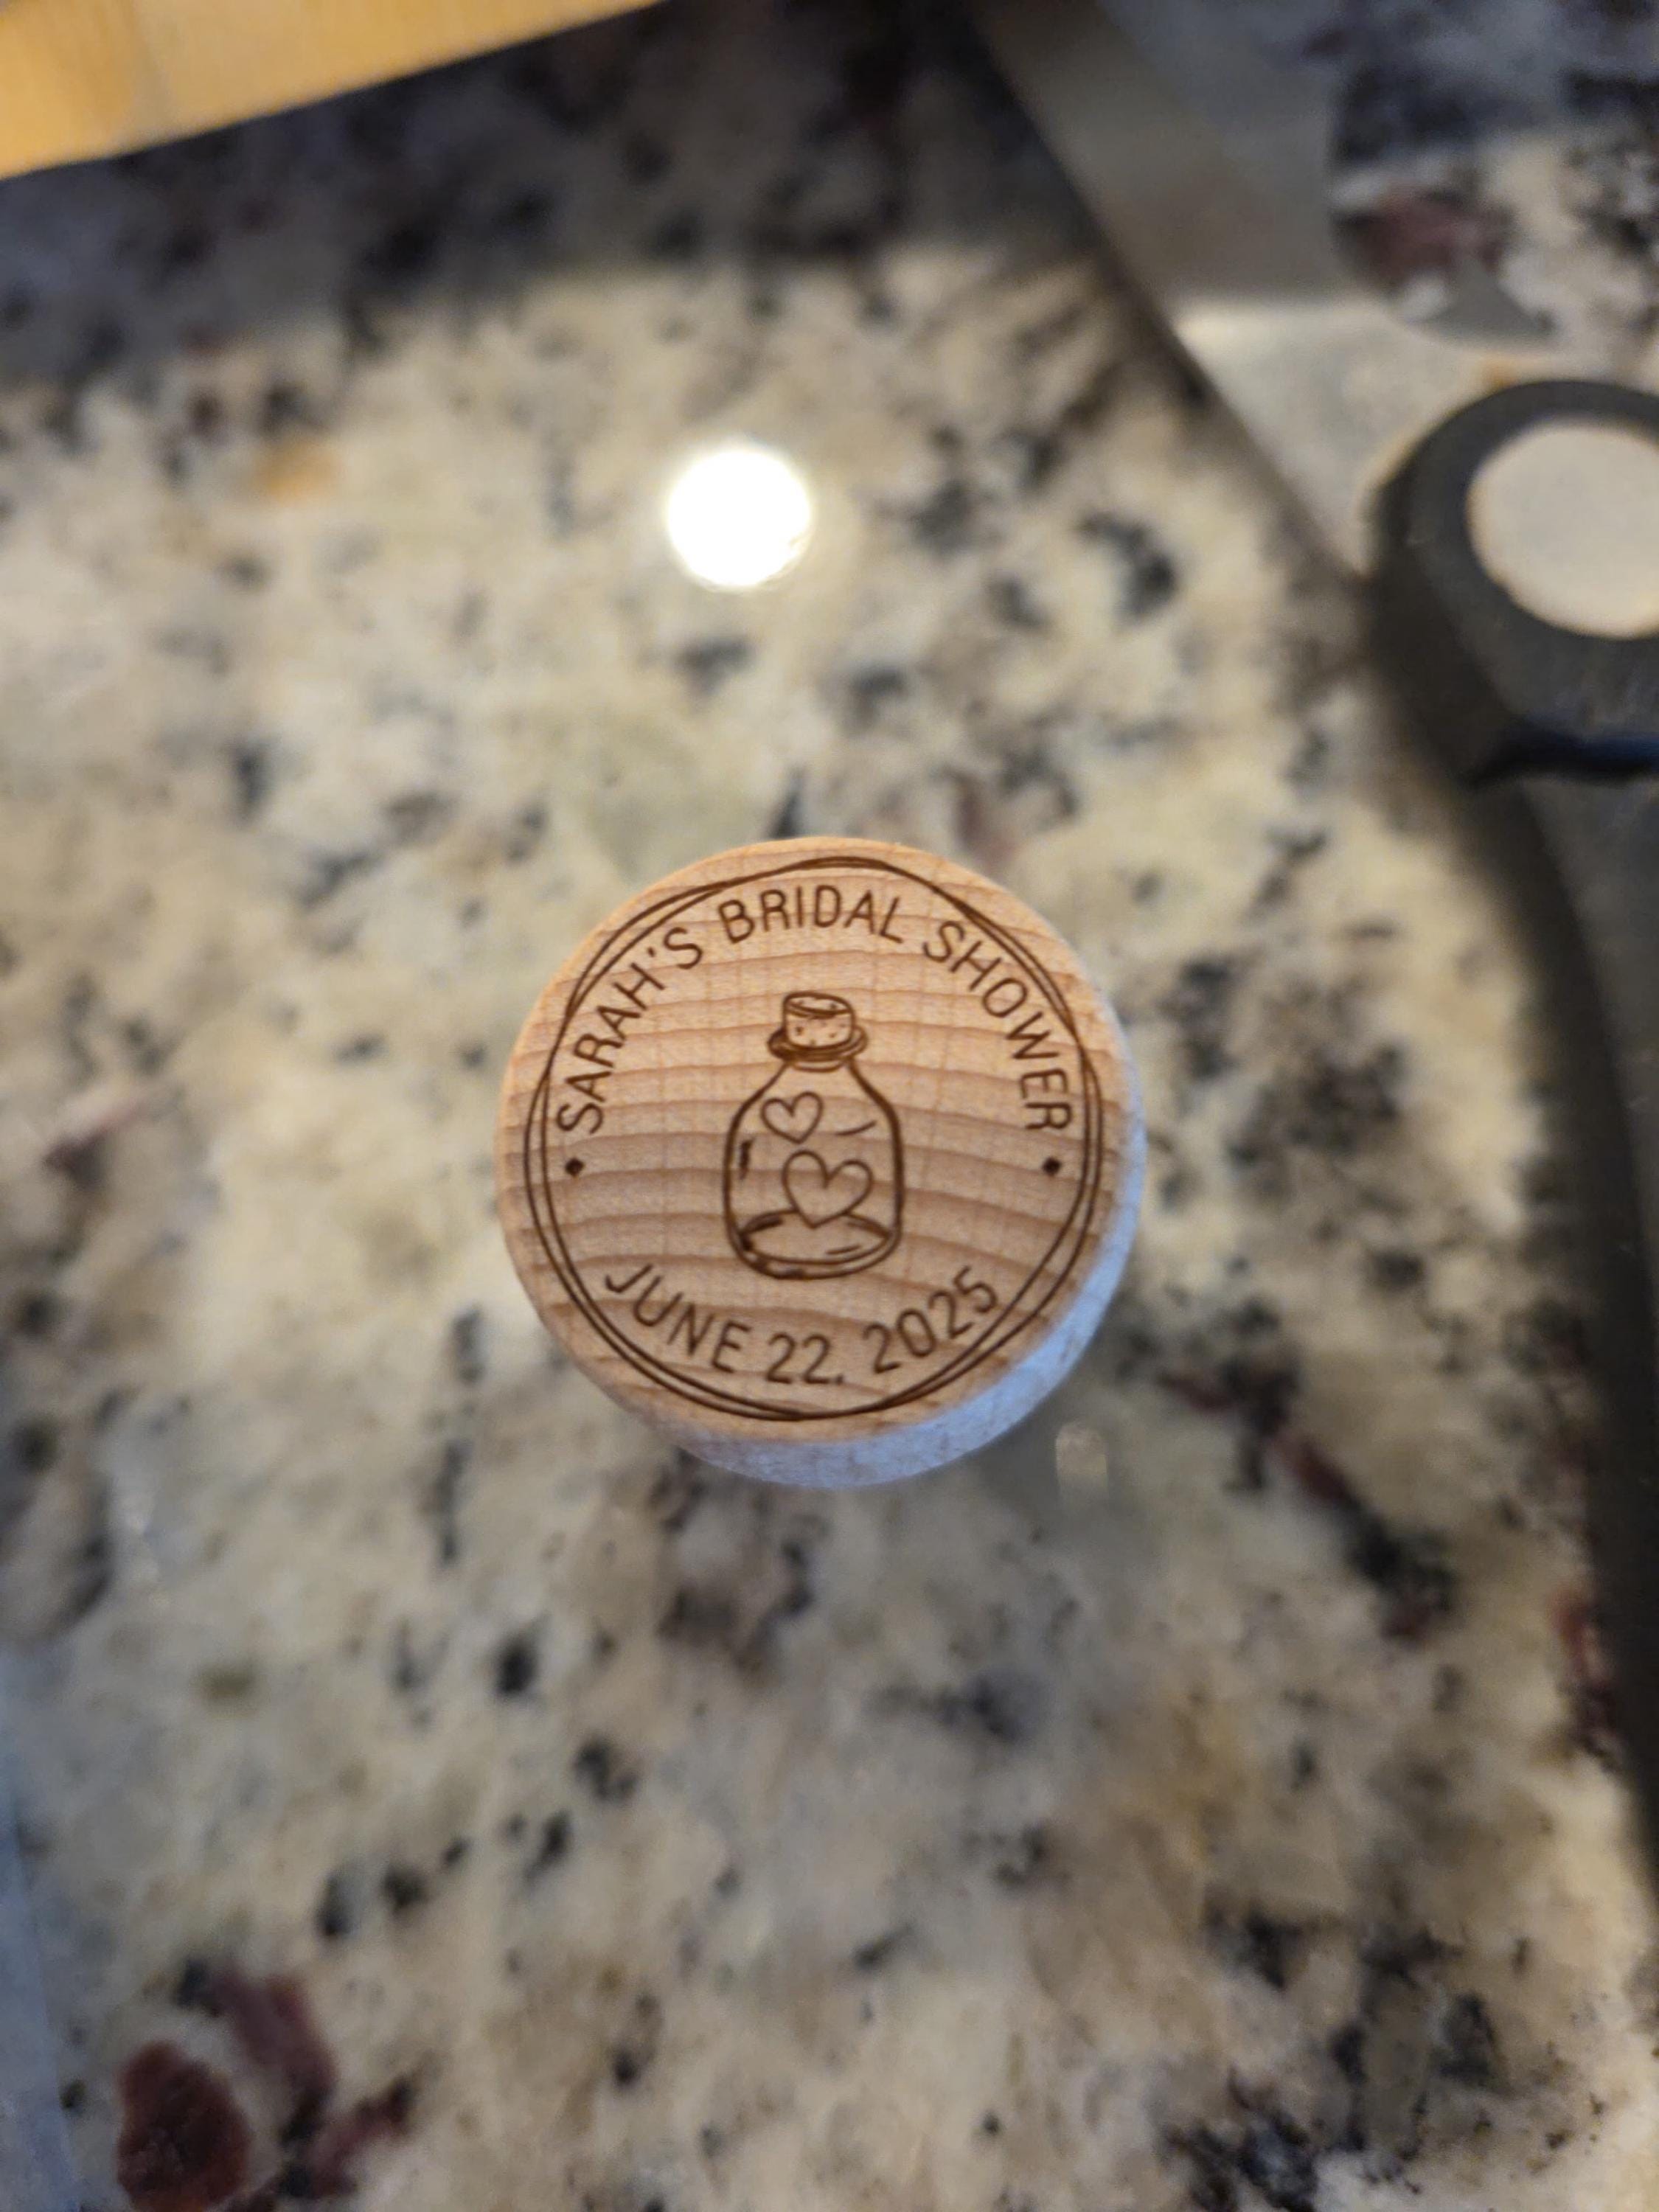 SARAH'S BRIDAL SHOWER
JUNE 22, 2025